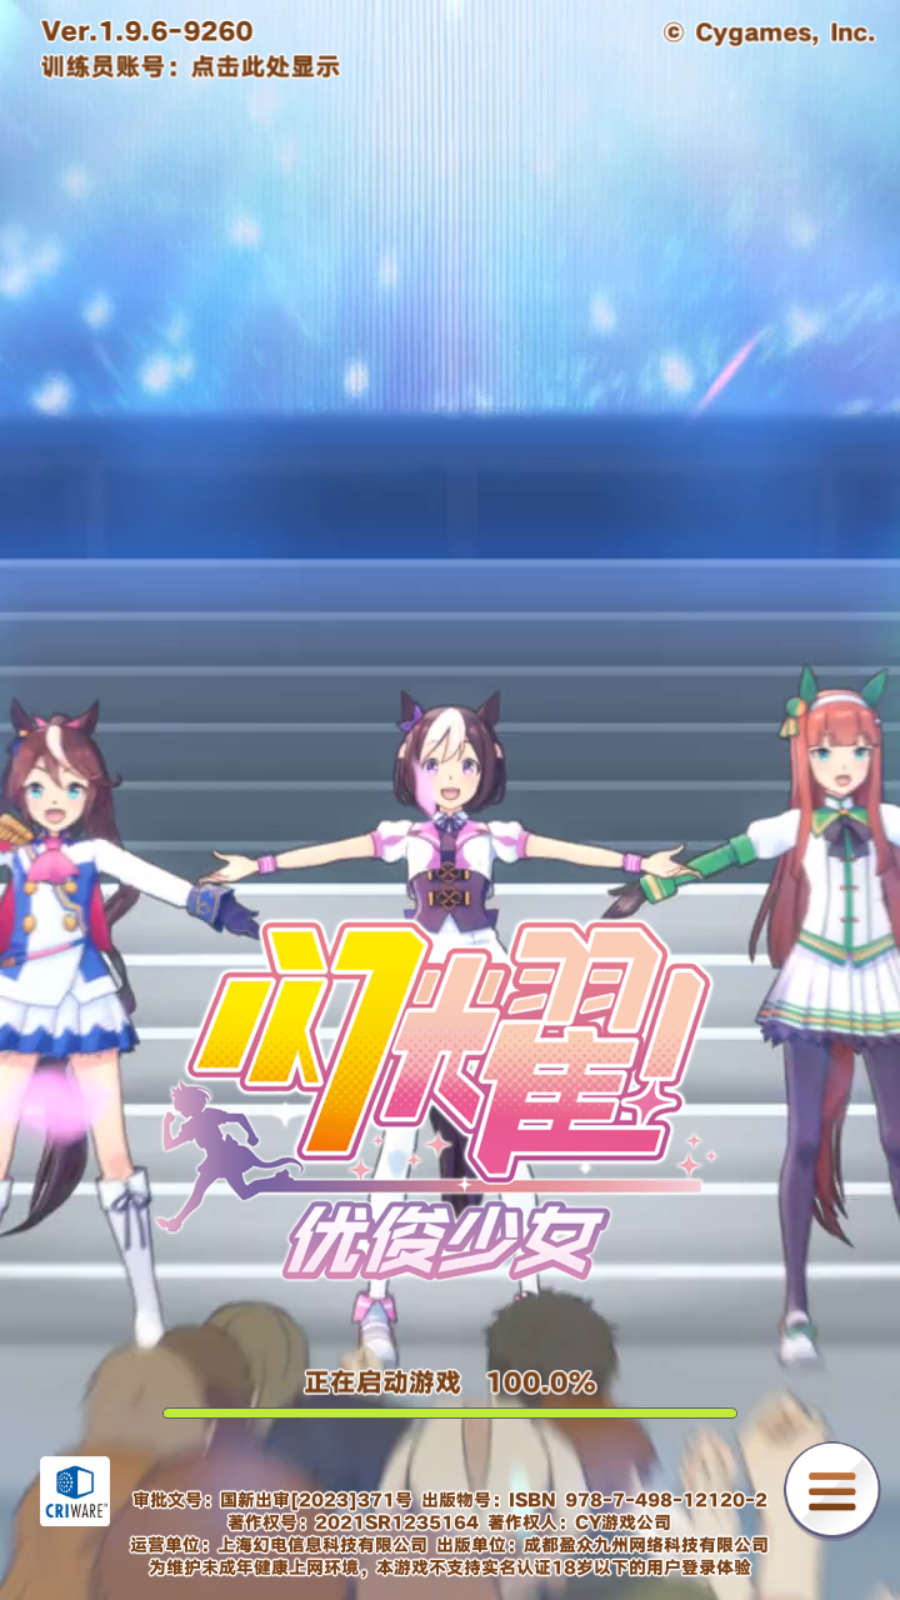 Ver.1.9.6-9260
© Cygames, Inc.
训练员账号：点击此处显示
闪耀！
优俊少女
正在启动游戏 100.0%
CRIWARE™
审批文号：国新出审[2023]371号 出版物号：ISBN 978-7-498-12120-2
著作权号：2021SR1235164 著作权人：CY游戏公司
运营单位：上海幻电信息科技有限公司 出版单位：成都盈众九州网络科技有限公司
为维护未成年健康上网环境，本游戏不支持实名认证18岁以下的用户登录体验